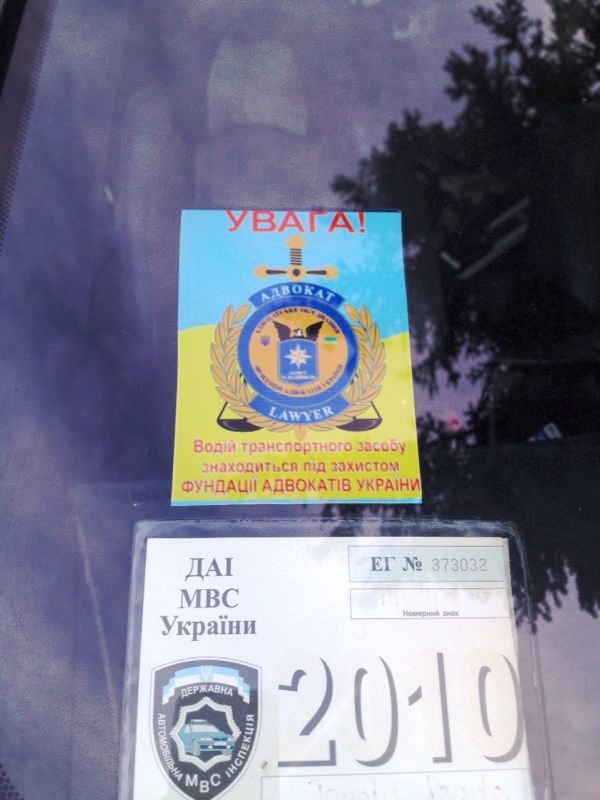 УВАГА!
АДВОКАТ
LAWYER
Водій транспортного засобу
знаходиться під захистом
ФУНДАЦІЇ АДВОКАТІВ УКРАЇНИ
ДАІ
МВС
України
ЕГ № 373032
Номерний знак
ДЕРЖАВНА
АВТОМОБІЛЬНА ІНСПЕКЦІЯ
МВС
2010